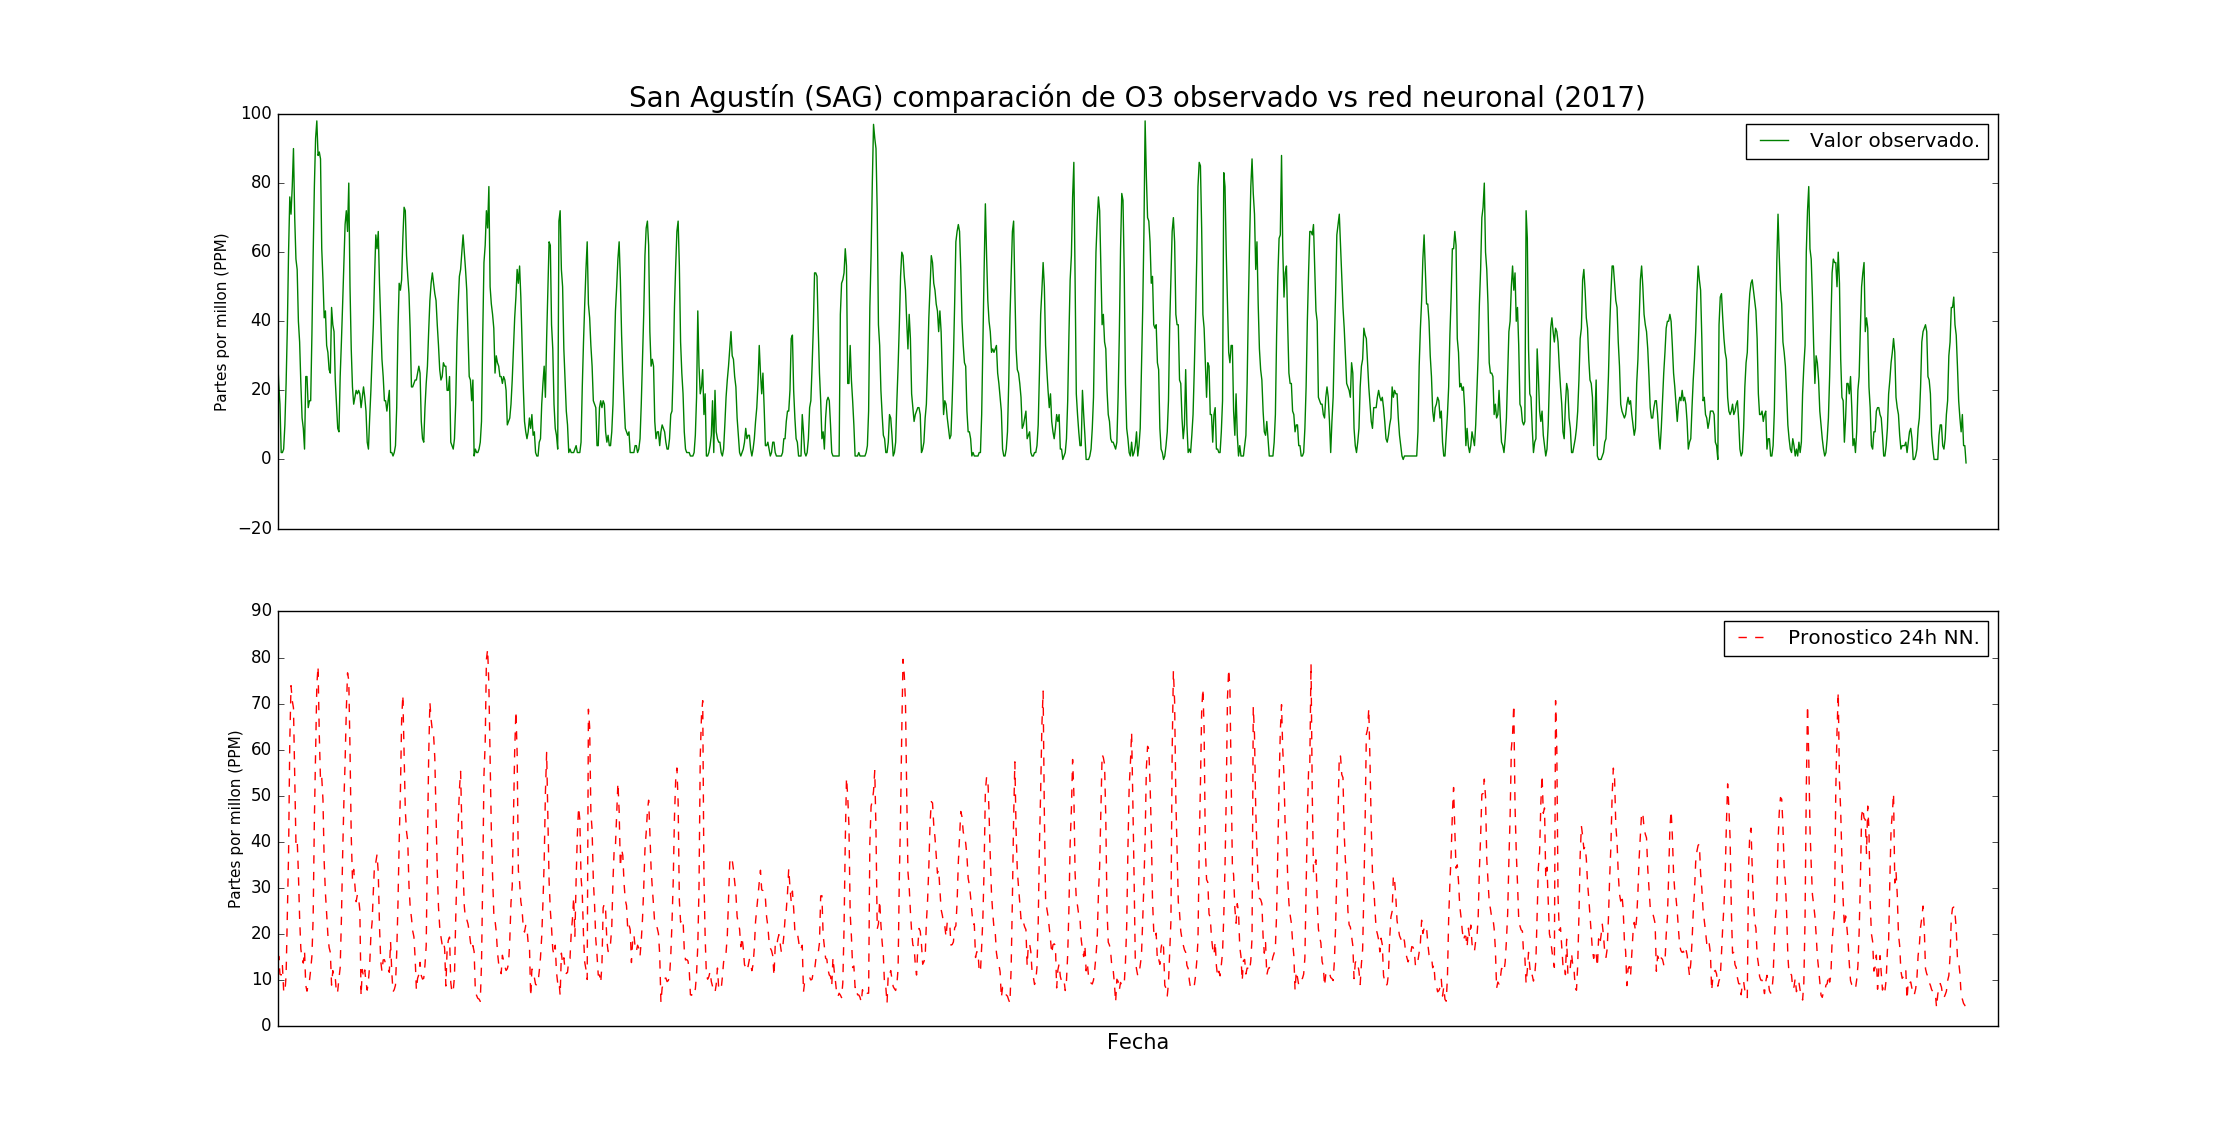 San Agustín (SAG) comparación de O3 observado vs red neuronal (2017)
100
80
60
40
20
0
−20
Partes por millon (PPM)
Valor observado.
90
80
70
60
50
40
30
20
10
0
Partes por millon (PPM)
Pronostico 24h NN.
Fecha